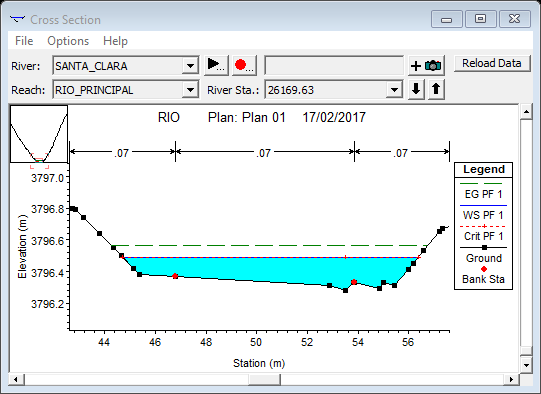 Cross Section
File Options Help
River: SANTA_CLARA ... ... + Reload Data
Reach: RIO_PRINCIPAL River Sta.: 26169.63
RIO Plan: Plan 01 17/02/2017
.07 .07 .07
Legend
EG PF 1
WS PF 1
Crit PF 1
Ground
Bank Sta
Elevation (m)
3797.0
3796.8
3796.6
3796.4
3796.2
44 46 48 50 52 54 56
Station (m)